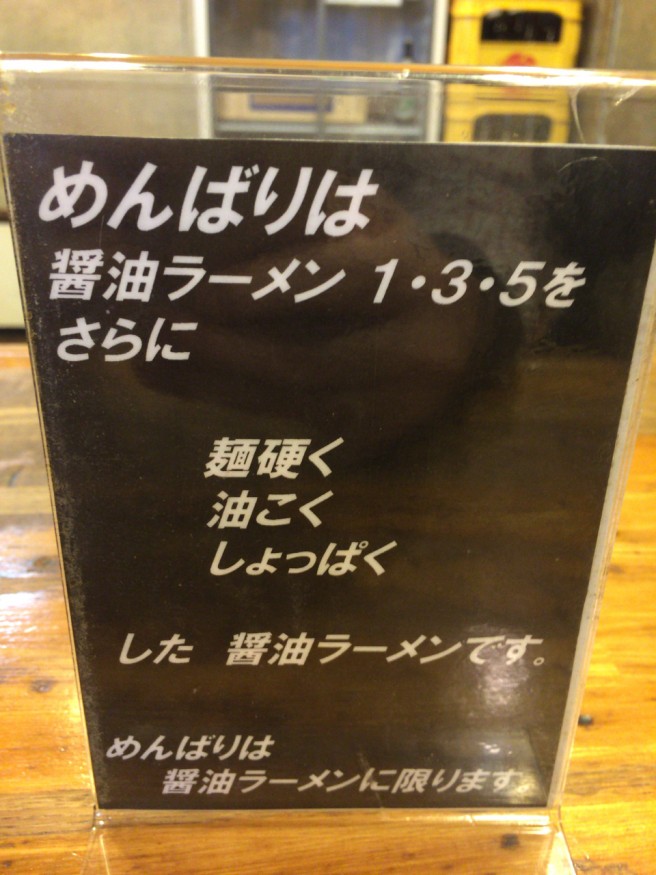 めんばりは
醤油ラーメン 1・3・5を
さらに
麺硬く
油こく
しょっぱく
した 醤油ラーメンです。
めんばりは
醤油ラーメンに限ります。